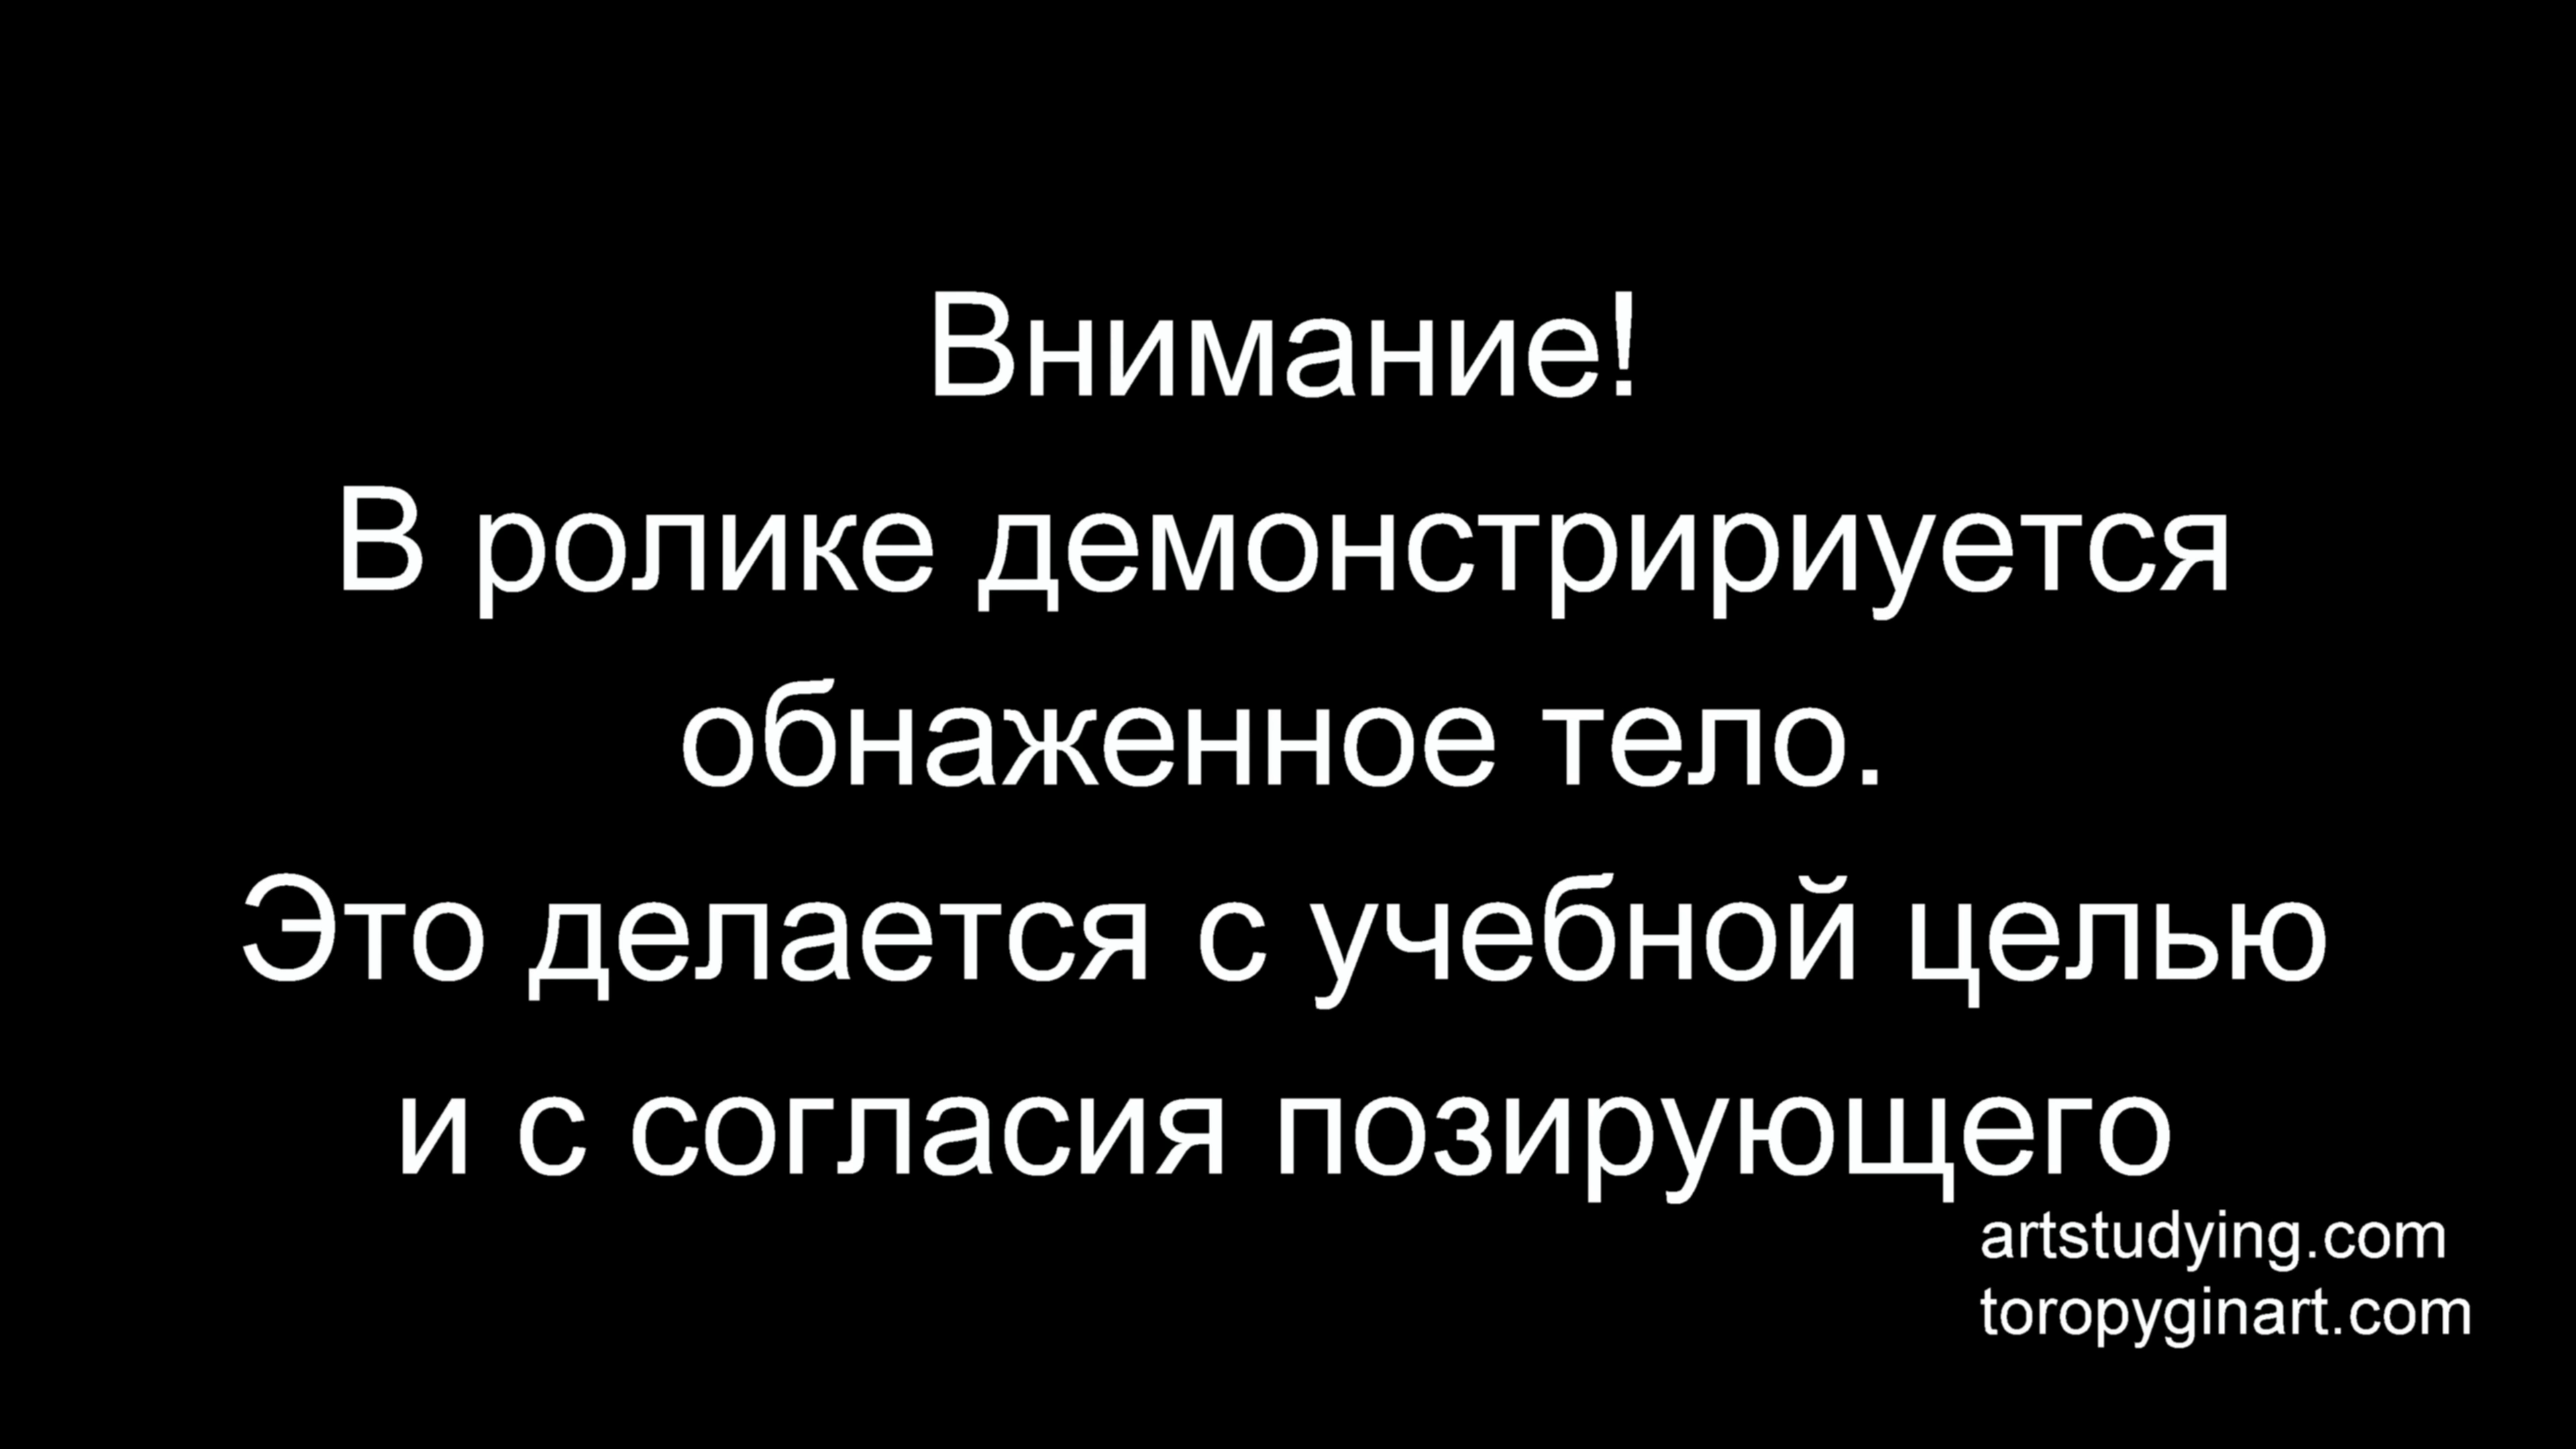 Внимание!
В ролике демонстририуется
обнаженное тело.
Это делается с учебной целью
и с согласия позирующего
artstudying.com
toropyginart.com